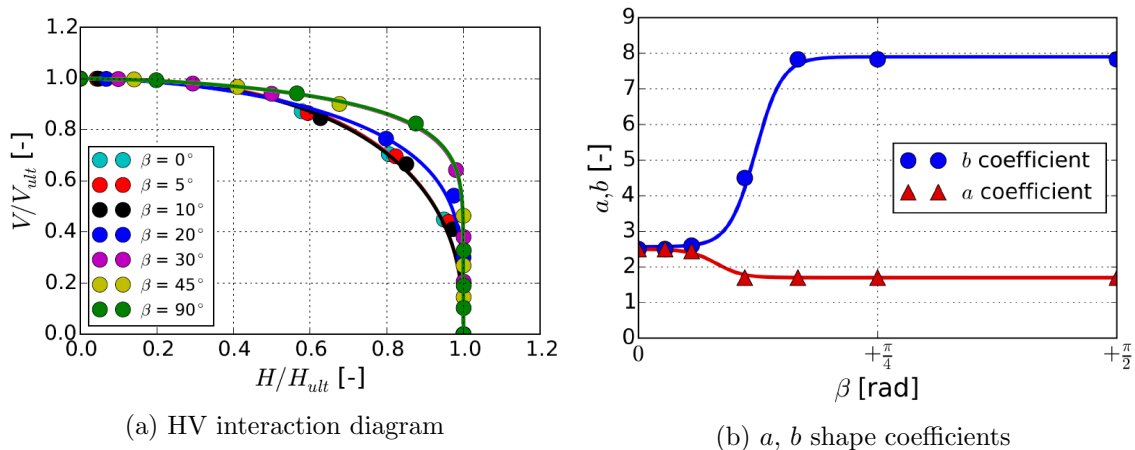 1.2
1.0
0.8
0.6
0.4
0.2
0.0
V/V_ult [-]
β = 0°
β = 5°
β = 10°
β = 20°
β = 30°
β = 45°
β = 90°
0.0 0.2 0.4 0.6 0.8 1.0 1.2
H/H_ult [-]
(a) HV interaction diagram
9
8
7
6
5
4
3
2
1
0
a,b [-]
b coefficient
a coefficient
0 +π/4 +π/2
β [rad]
(b) a, b shape coefficients